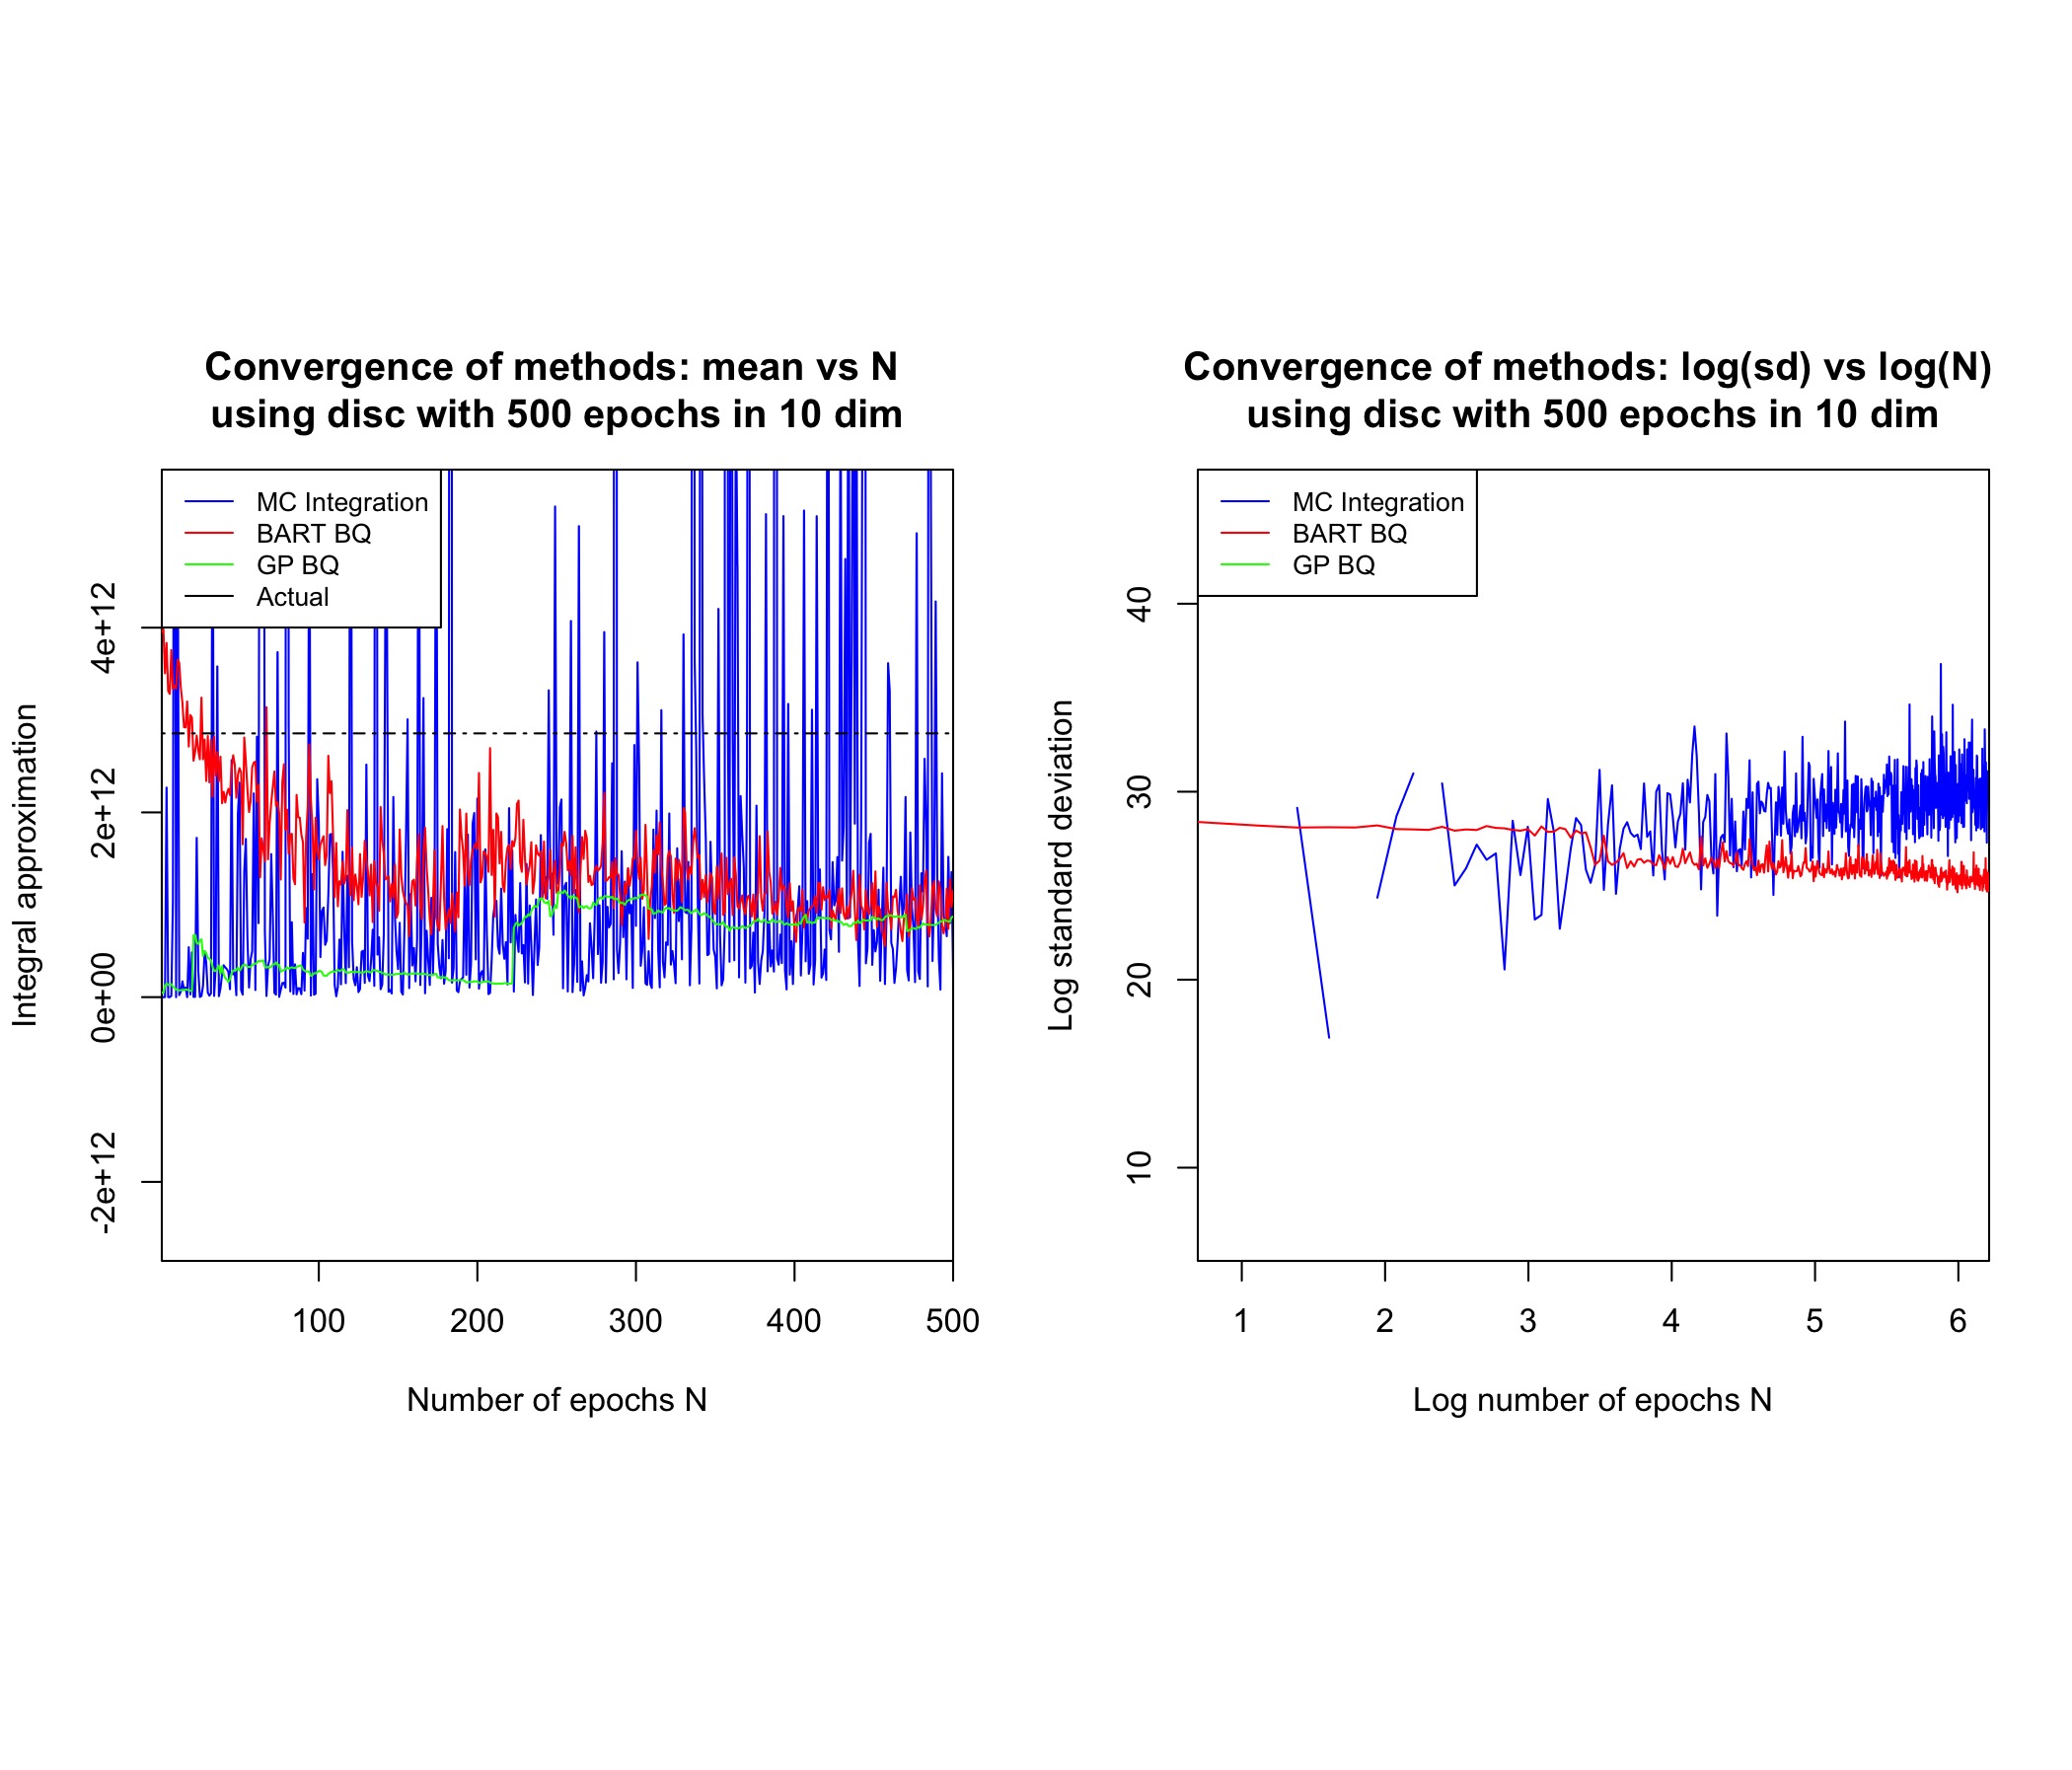 Convergence of methods: mean vs N
using disc with 500 epochs in 10 dim
MC Integration
BART BQ
GP BQ
Actual
Integral approximation
4e+12
2e+12
0e+00
-2e+12
100 200 300 400 500
Number of epochs N
Convergence of methods: log(sd) vs log(N)
using disc with 500 epochs in 10 dim
MC Integration
BART BQ
GP BQ
Log standard deviation
40
30
20
10
1 2 3 4 5 6
Log number of epochs N